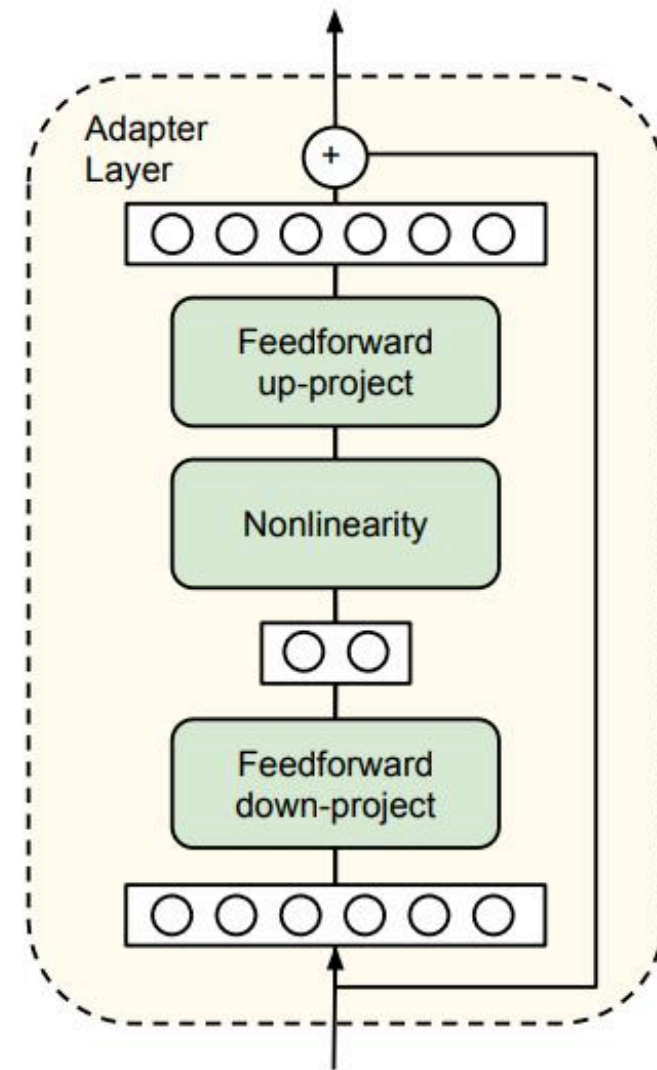 Adapter
Layer
+
Feedforward
up-project
Nonlinearity
Feedforward
down-project